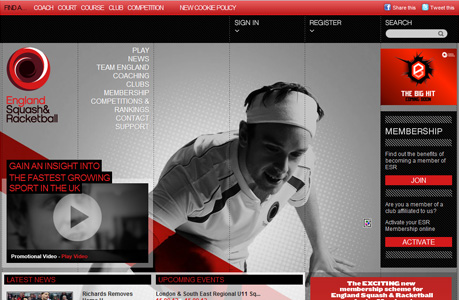 FIND A.... COACH COURT COURSE CLUB COMPETITION NEW COOKIE POLICY
Share this Tweet this
SIGN IN
REGISTER
SEARCH
England
Squash&
Racketball
PLAY
NEWS
TEAM ENGLAND
COACHING
CLUBS
MEMBERSHIP
COMPETITIONS &
RANKINGS
CONTACT
SUPPORT
THE BIG HIT
COMING SOON
MEMBERSHIP
Find out the benefits of
becoming a member of
ESR
JOIN
Are you a member of a
club affiliated to us?
Activate your ESR
Membership online
ACTIVATE
GAIN AN INSIGHT INTO
THE FASTEST GROWING
SPORT IN THE UK
Promotional Video - Play Video
LATEST NEWS
Richards Removes
UPCOMING EVENTS
London & South East Regional U11 Sq...
The EXCITING new
membership scheme for
England Squash & Racketball